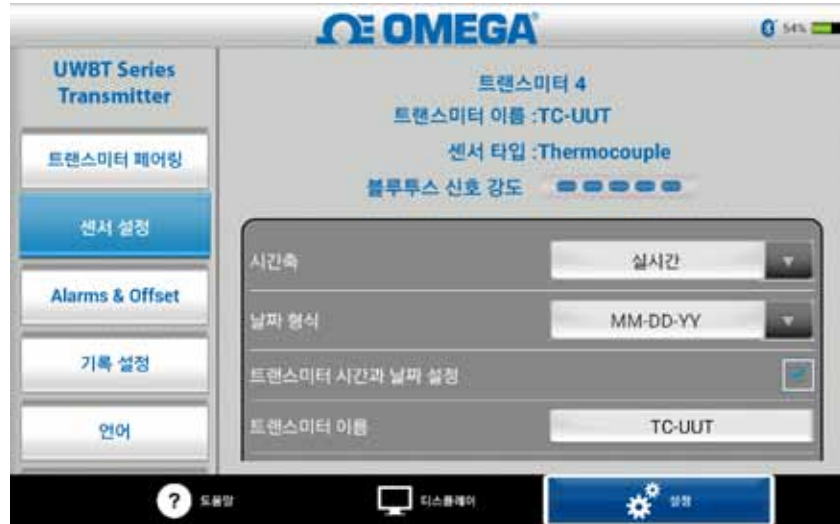 OMEGA
54%
UWBT Series
Transmitter
트랜스미터 페어링
센서 설정
Alarms & Offset
기록 설정
언어
트랜스미터 4
트랜스미터 이름 :TC-UUT
센서 타입 :Thermocouple
블루투스 신호 강도
시간축
실시간
날짜 형식
MM-DD-YY
트랜스미터 시간과 날짜 설정
트랜스미터 이름
TC-UUT
? 도움말
디스플레이
설정